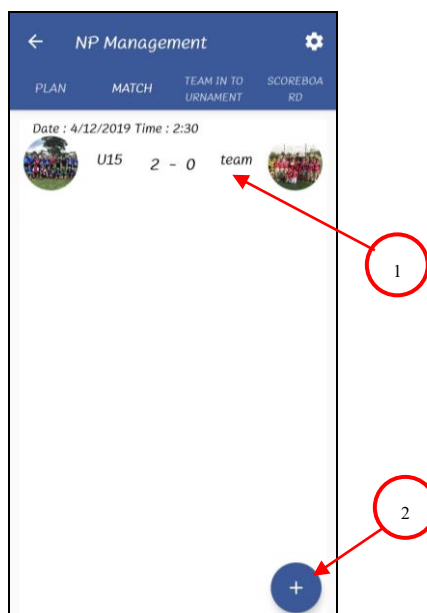 NP Management
PLAN
MATCH
TEAM IN TO
URNAMENT
SCOREBOA
RD
Date : 4/12/2019 Time : 2:30
U15
2 - 0
team
1
2
+